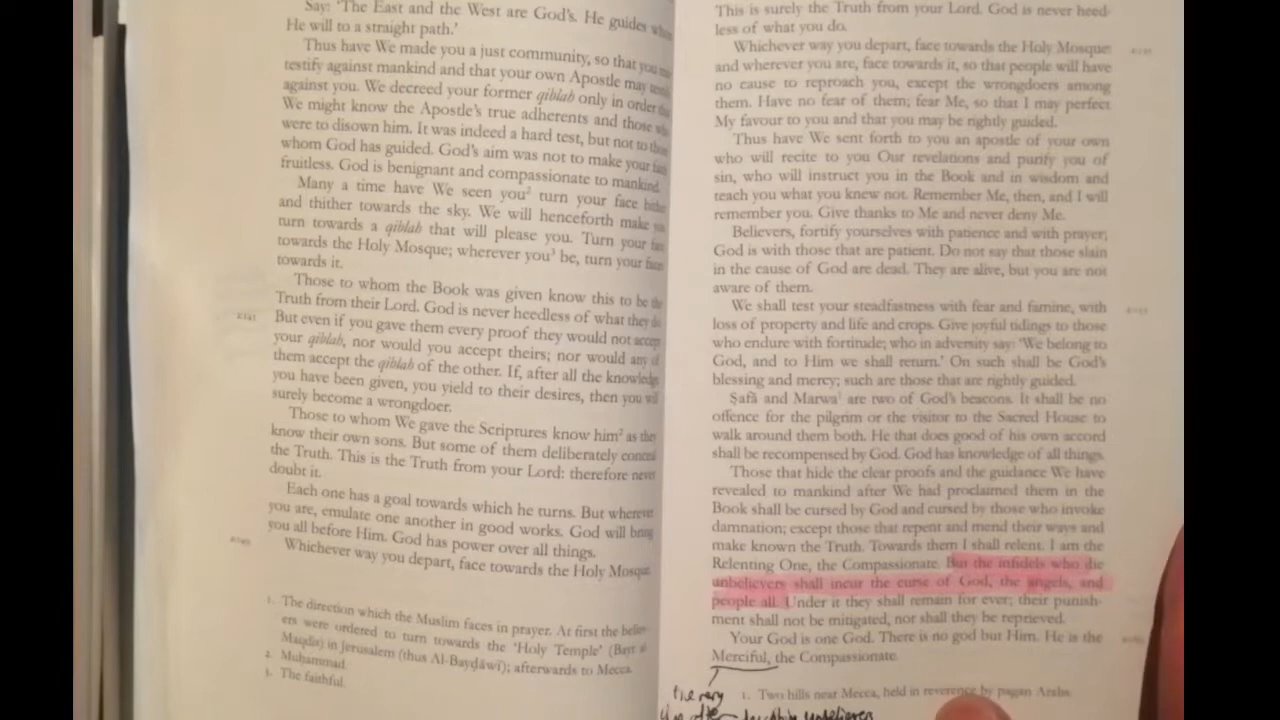 Say: 'The East and the West are God's. He guides whom
He will to a straight path.'
Thus have We made you a just community, so that you may
testify against mankind and that your own Apostle may testify
against you. We decreed your former qiblah only in order that
We might know the Apostle's true adherents and those who
were to disown him. It was indeed a hard test, but not to those
whom God has guided. God's aim was not to make your faith
fruitless. God is benignant and compassionate to mankind.
Many a time have We seen you² turn your face hither
and thither towards the sky. We will henceforth make you
turn towards a qiblah that will please you. Turn your face
towards the Holy Mosque; wherever you³ be, turn your faces
towards it.
Those to whom the Book was given know this to be the
Truth from their Lord. God is never heedless of what they do.
2:145 But even if you gave them every proof they would not accept
your qiblah, nor would you accept theirs; nor would any of
them accept the qiblah of the other. If, after all the knowledge
you have been given, you yield to their desires, then you will
surely become a wrongdoer.
Those to whom We gave the Scriptures know him² as they
know their own sons. But some of them deliberately conceal
the Truth. This is the Truth from your Lord: therefore never
doubt it.
Each one has a goal towards which he turns. But wherever
you are, emulate one another in good works. God will bring
you all before Him. God has power over all things.
Whichever way you depart, face towards the Holy Mosque.
1. The direction which the Muslim faces in prayer. At first the believ-
ers were ordered to turn towards the 'Holy Temple' (Bayt al-
Maqdis) in Jerusalem (thus Al-Bayḍāwī); afterwards to Mecca.
2. Muḥammad.
3. The faithful.
This is surely the Truth from your Lord. God is never heed-
less of what you do.
Whichever way you depart, face towards the Holy Mosque:
and wherever you are, face towards it, so that people will have
no cause to reproach you, except the wrongdoers among
them. Have no fear of them; fear Me, so that I may perfect
My favour to you and that you may be rightly guided.
Thus have We sent forth to you an apostle of your own
who will recite to you Our revelations and purify you of
sin, who will instruct you in the Book and in wisdom and
teach you what you knew not. Remember Me, then, and I will
remember you. Give thanks to Me and never deny Me.
Believers, fortify yourselves with patience and with prayer;
God is with those that are patient. Do not say that those slain
in the cause of God are dead. They are alive, but you are not
aware of them.
We shall test your steadfastness with fear and famine, with
loss of property and life and crops. Give joyful tidings to those
who endure with fortitude; who in adversity say: 'We belong to
God, and to Him we shall return.' On such shall be God's
blessing and mercy; such are those that are rightly guided.
Ṣafā and Marwa¹ are two of God's beacons. It shall be no
offence for the pilgrim or the visitor to the Sacred House to
walk around them both. He that does good of his own accord
shall be recompensed by God. God has knowledge of all things.
Those that hide the clear proofs and the guidance We have
revealed to mankind after We had proclaimed them in the
Book shall be cursed by God and cursed by those who invoke
damnation; except those that repent and mend their ways and
make known the Truth. Towards them I shall relent. I am the
Relenting One, the Compassionate. But the infidels who die
unbelievers shall incur the curse of God, the angels, and
people all. Under it they shall remain for ever; their punish-
ment shall not be mitigated, nor shall they be reprieved.
Your God is one God. There is no god but Him. He is the
Merciful, the Compassionate.
1. Two hills near Mecca, held in reverence by pagan Arabs.
unbelievers